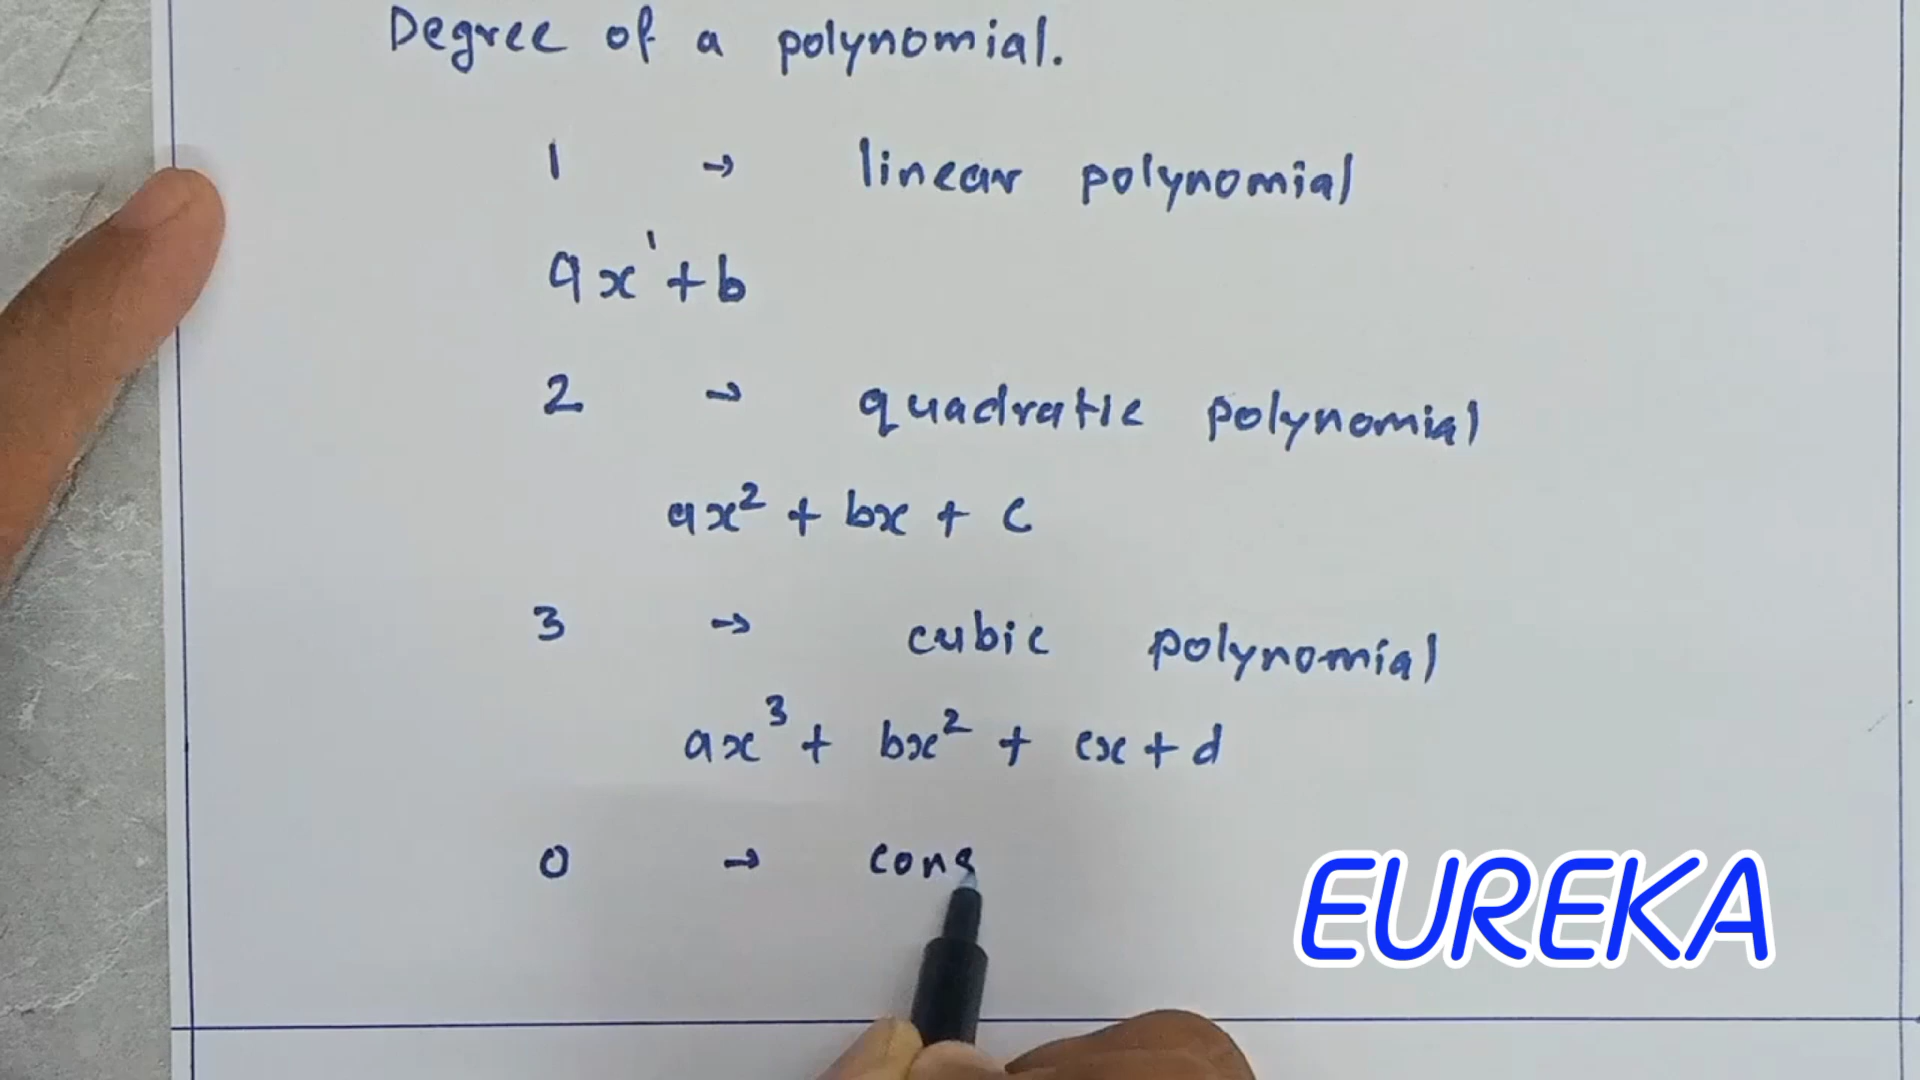 Degree of a polynomial.
1 → linear polynomial
ax¹+b
2 → quadratic polynomial
ax² + bx + c
3 → cubic polynomial
ax³ + bx² + cx + d
0 → cons
EUREKA